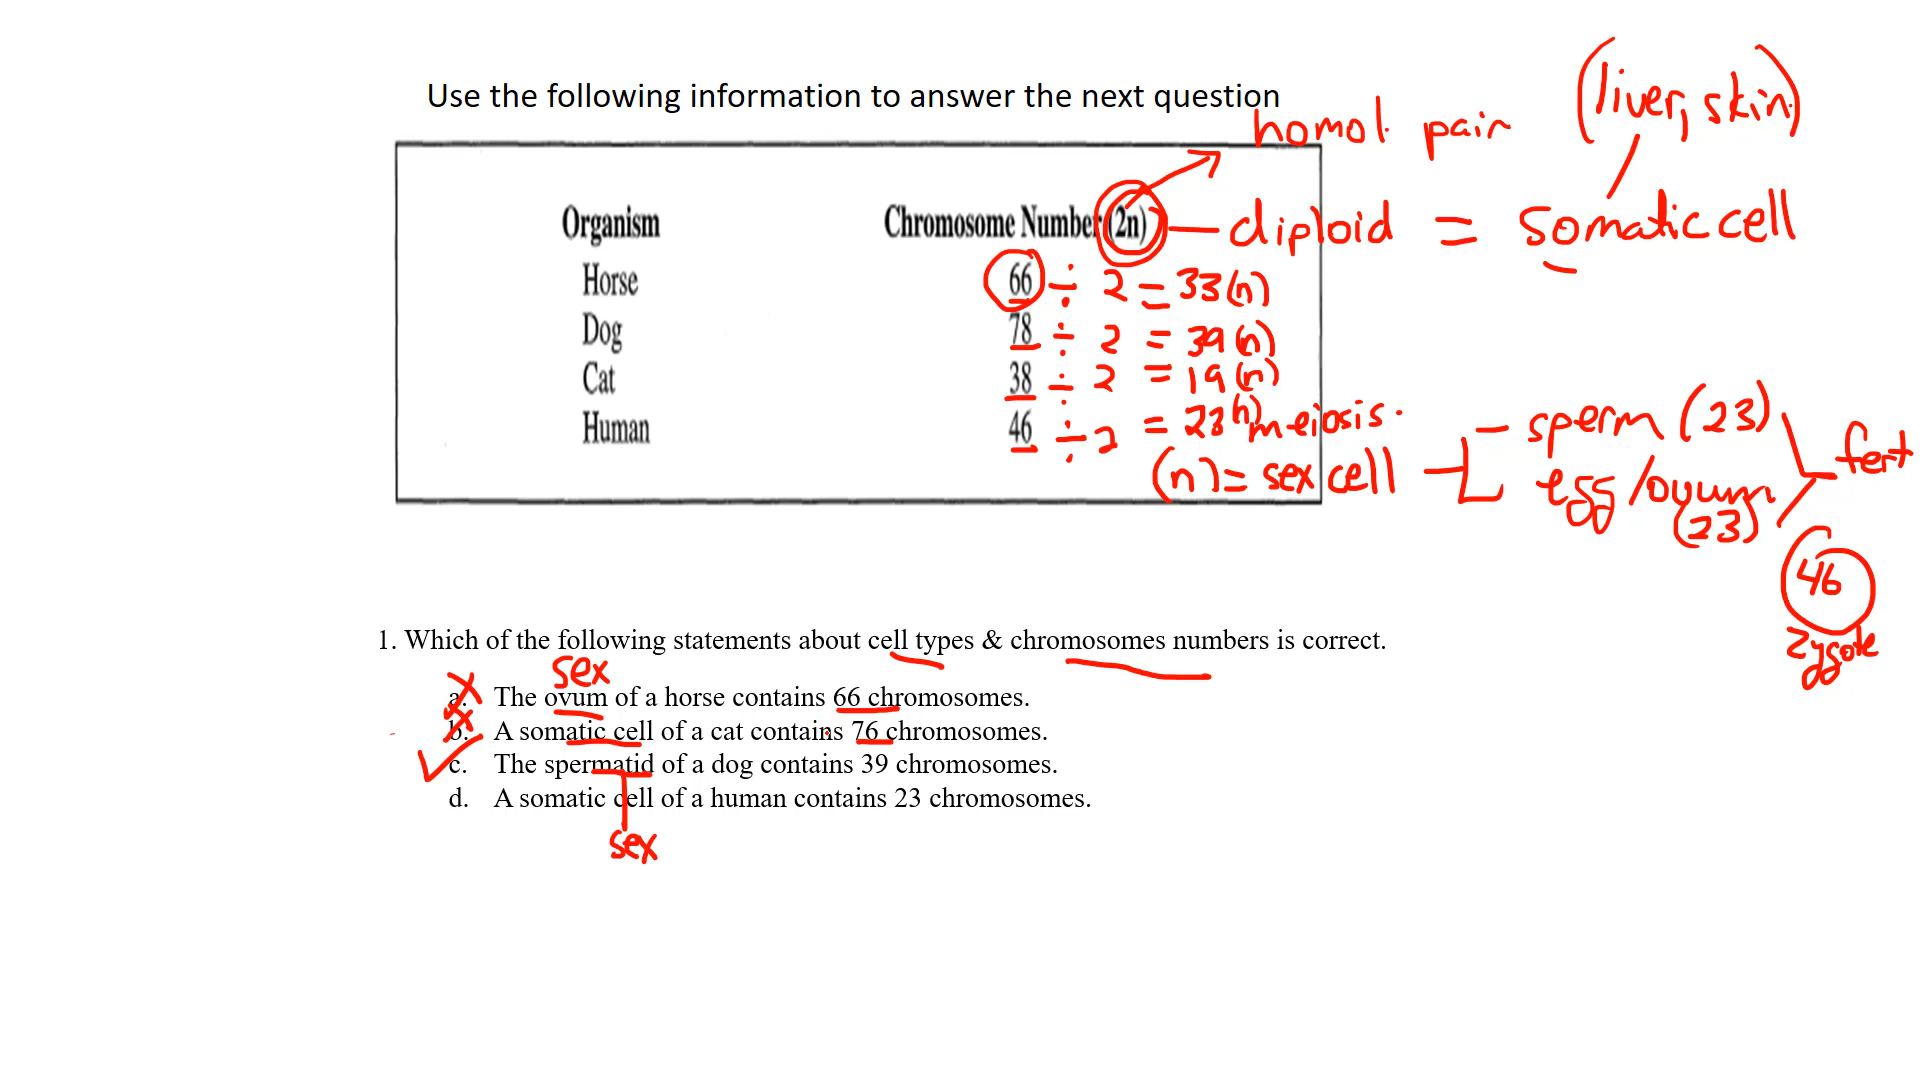 (liver, skin)
Use the following information to answer the next question
homol. pair
Organism Chromosome Number (2n) — diploid = somatic cell
Horse 66 ÷ 2 = 33(n)
Dog 78 ÷ 2 = 39(n)
Cat 38 ÷ 2 = 19(n)
Human 46 ÷ 2 = 23(n) meiosis.
(n) = sex cell
sperm (23)
egg/ovum
(23)
fert
46
zygote
1. Which of the following statements about cell types & chromosomes numbers is correct.
sex
a. The ovum of a horse contains 66 chromosomes.
b. A somatic cell of a cat contains 76 chromosomes.
c. The spermatid of a dog contains 39 chromosomes.
d. A somatic cell of a human contains 23 chromosomes.
sex